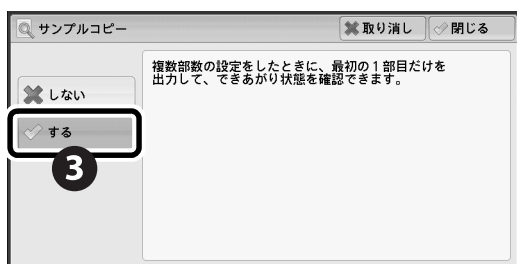 サンプルコピー
取り消し
閉じる
しない
する
3
複数部数の設定をしたときに、最初の1部目だけを
出力して、できあがり状態を確認できます。